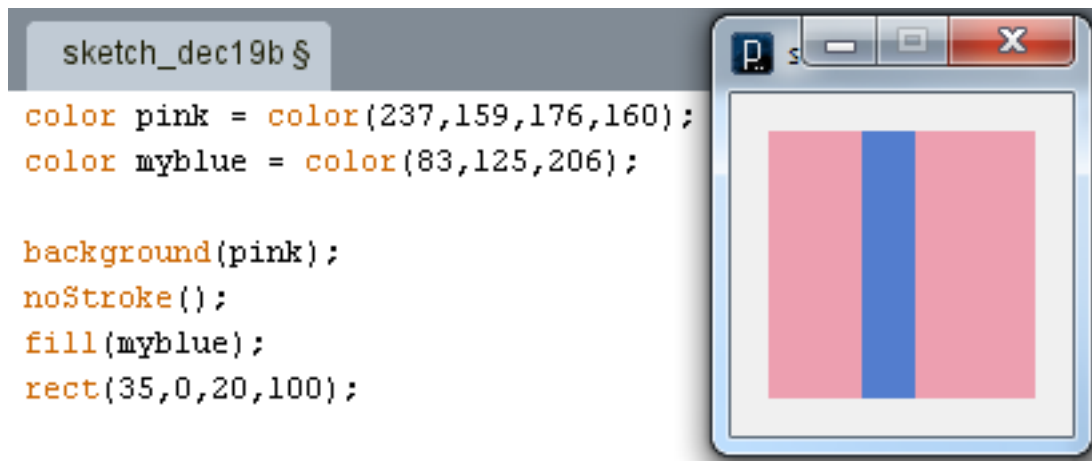 sketch_dec19b §
color pink = color(237,159,176,160);
color myblue = color(83,125,206);
background(pink);
noStroke();
fill(myblue);
rect(35,0,20,100);